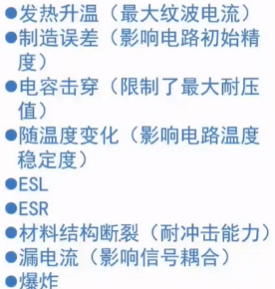 ●发热升温（最大纹波电流）
●制造误差（影响电路初始精
度）
●电容击穿（限制了最大耐压
值）
●随温度变化（影响电路温度
稳定度）
●ESL
●ESR
●材料结构断裂（耐冲击能力）
●漏电流（影响信号耦合）
●爆炸